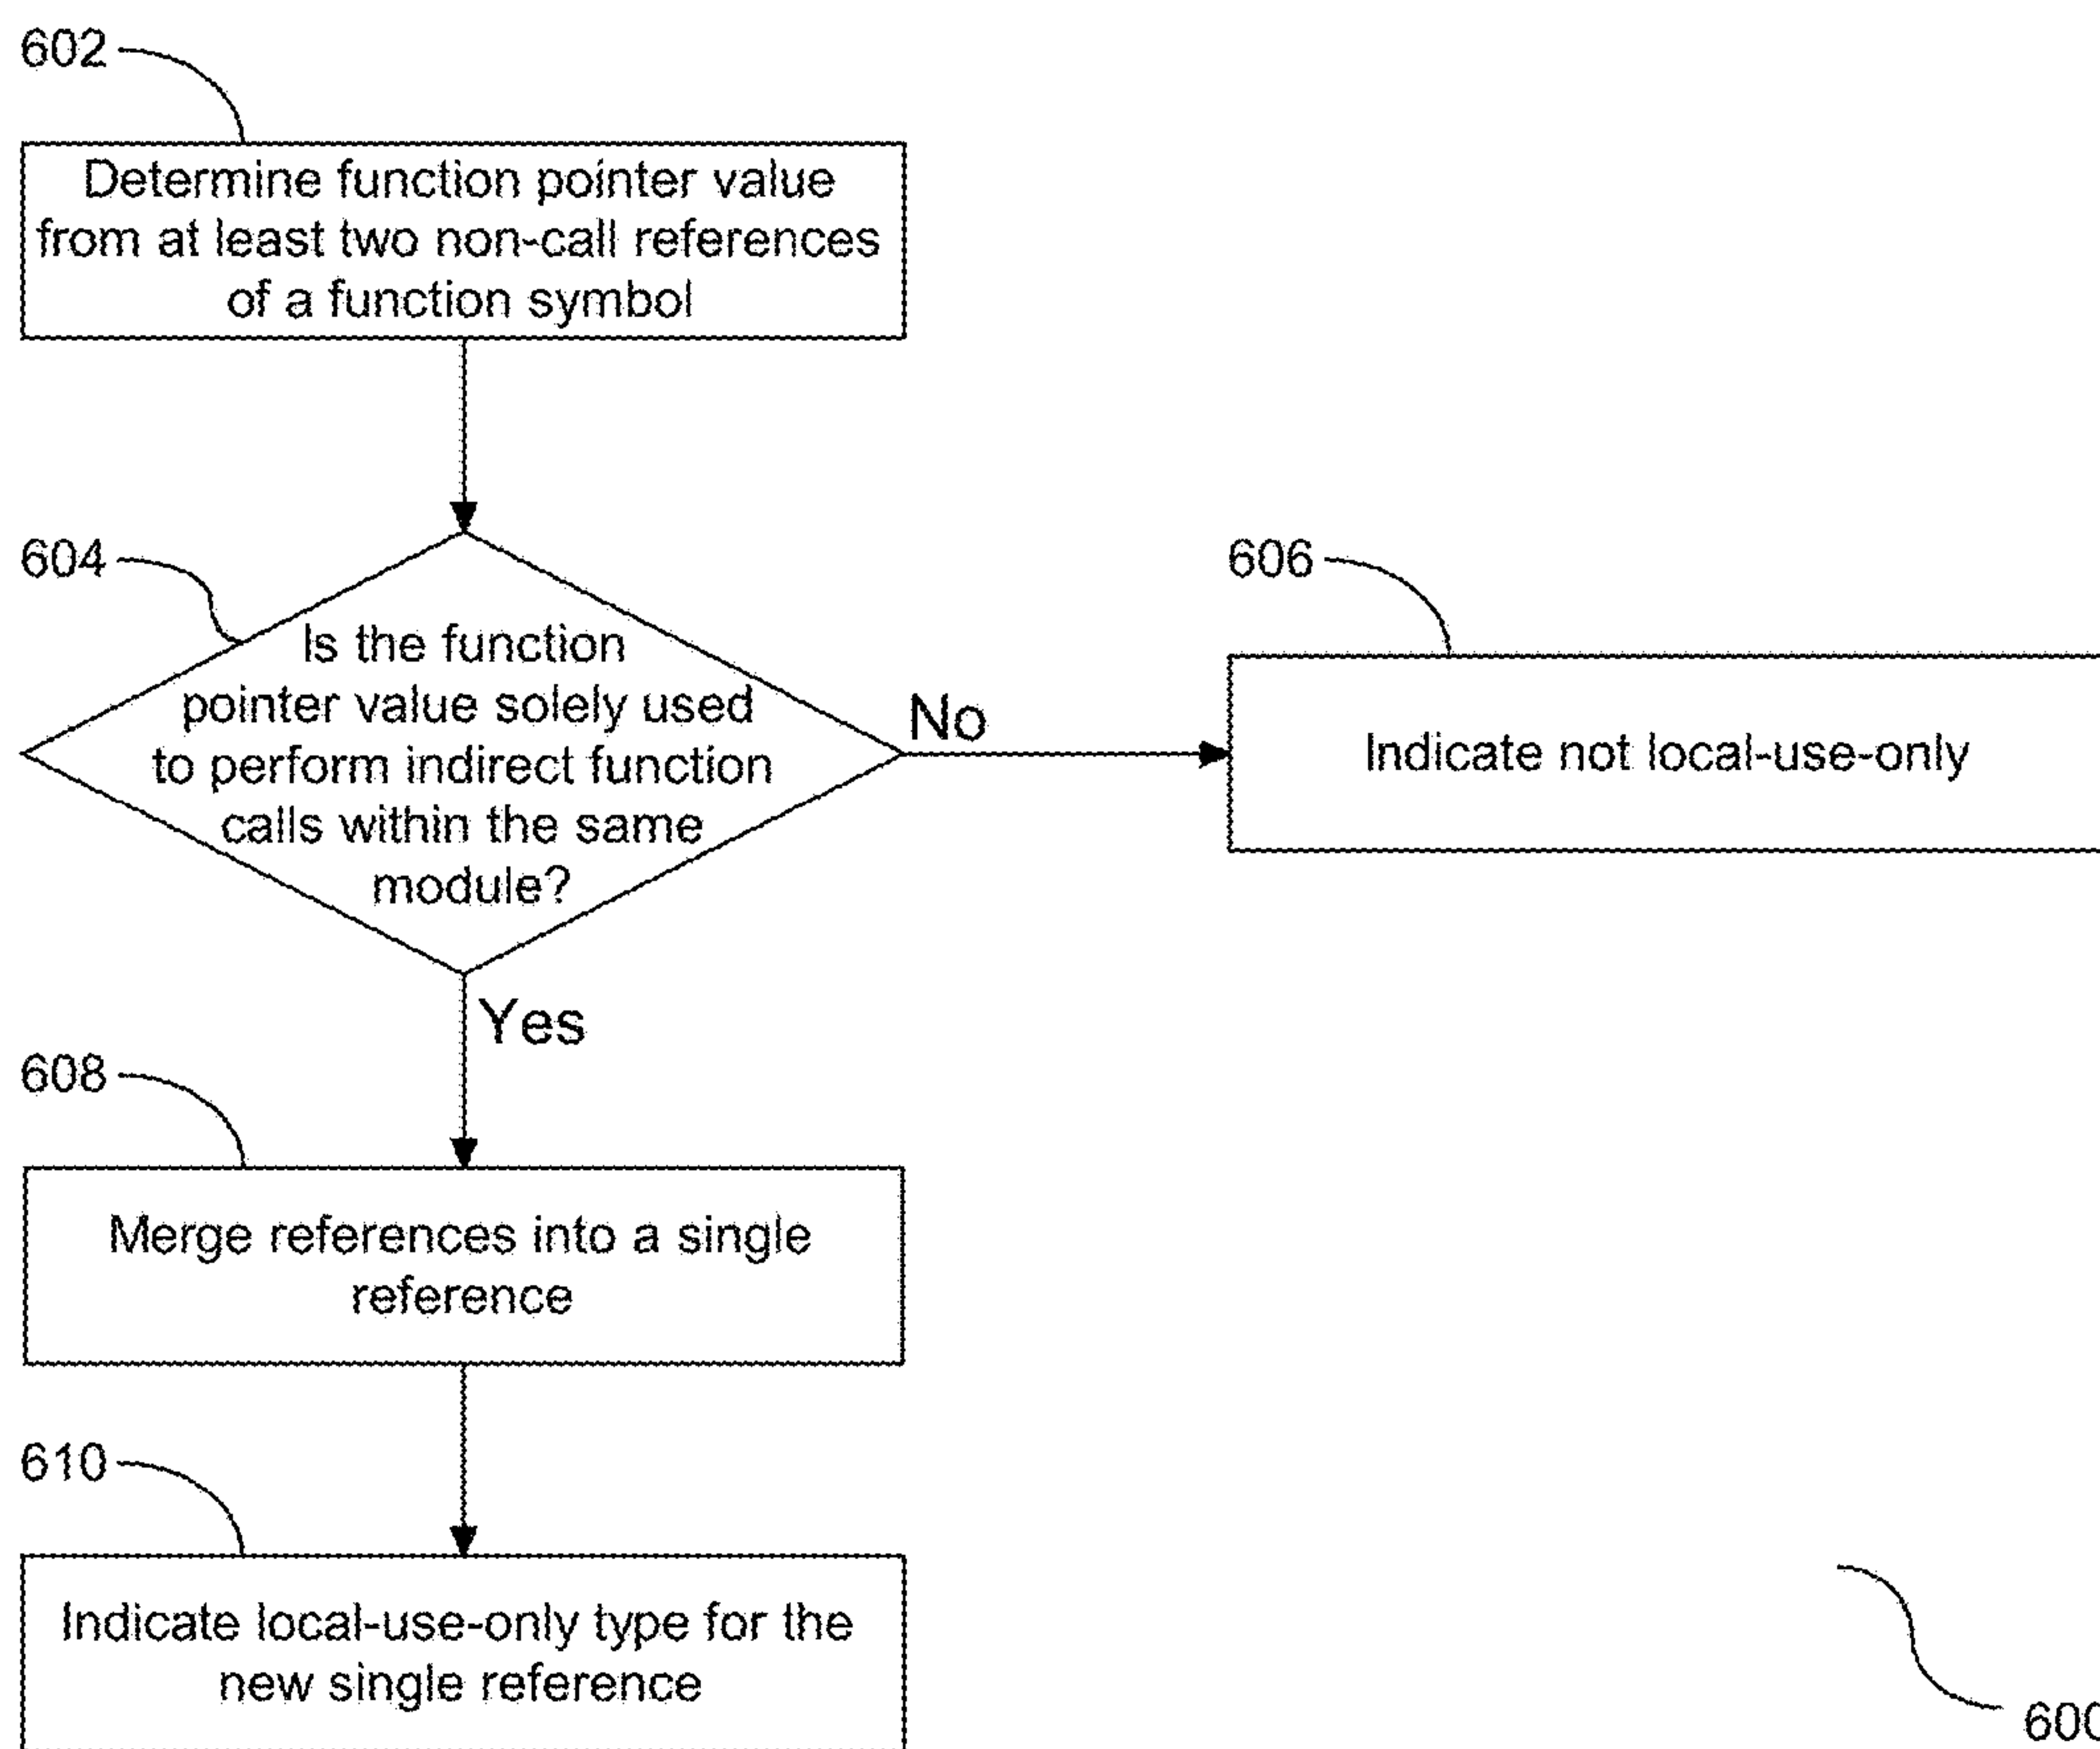 602
Determine function pointer value
from at least two non-call references
of a function symbol
604
Is the function
pointer value solely used
to perform indirect function
calls within the same
module?
No
606
Indicate not local-use-only
Yes
608
Merge references into a single
reference
610
Indicate local-use-only type for the
new single reference
600